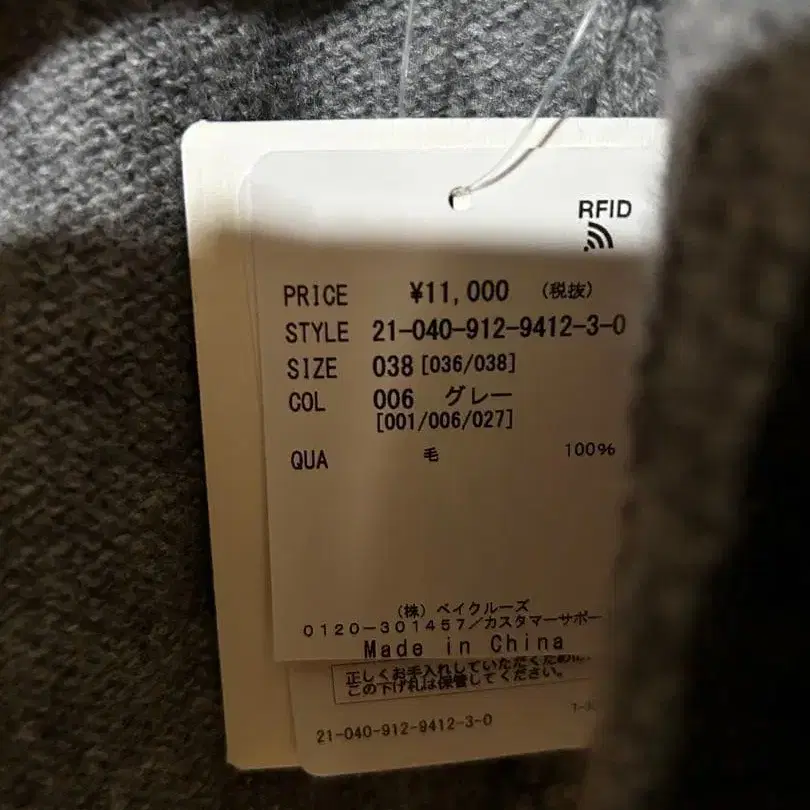 RFID
PRICE ¥11,000 (税抜)
STYLE 21-040-912-9412-3-0
SIZE 038 [036/038]
COL 006 グレー
[001/006/027]
QUA 毛 100%
(株) ベイクルーズ
0120-301457/カスタマーサポー
Made in China
正しくお手入れしていただくため
この下げ札は保管してください。
21-040-912-9412-3-0